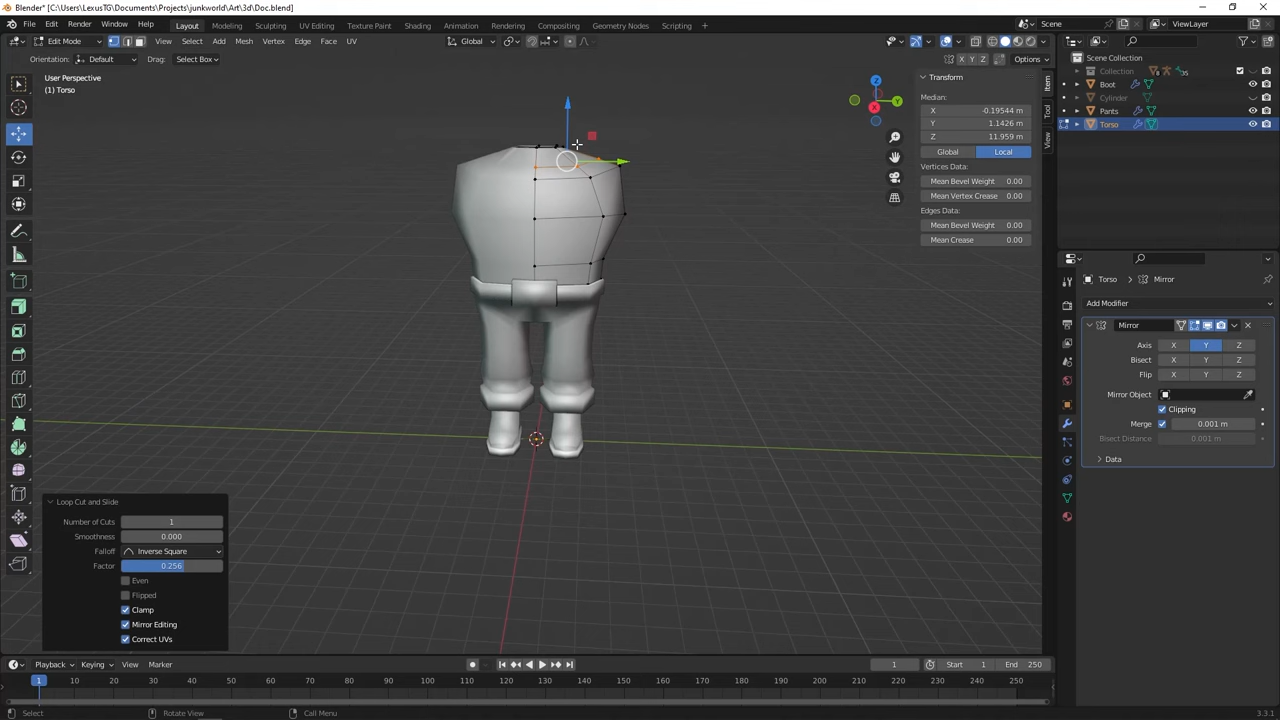 Blender* [C:\Users\LexusTG\Documents\Projects\junkworld\Art\3d\Doc.blend]
File Edit Render Window Help Layout Modeling Sculpting UV Editing Texture Paint Shading Animation Rendering Compositing Geometry Nodes Scripting Scene ViewLayer
Edit Mode View Select Add Mesh Vertex Edge Face UV Global
Orientation: Default Drag: Select Box X Y Z Options
User Perspective
(1) Torso
Z
Y
X
Transform
Median:
X -0.19544 m
Y 1.1426 m
Z 11.959 m
Global Local
Vertices Data:
Mean Bevel Weight 0.00
Mean Vertex Crease 0.00
Edges Data:
Mean Bevel Weight 0.00
Mean Crease 0.00
Item
Tool
View
Scene Collection
Collection 8 35
Boot
Cylinder
Pants
Torso
Torso Mirror
Add Modifier
Mirror
Axis X Y Z
Bisect X Y Z
Flip X Y Z
Mirror Object
Clipping
Merge 0.001 m
Bisect Distance 0.001 m
Data
Loop Cut and Slide
Number of Cuts 1
Smoothness 0.000
Falloff Inverse Square
Factor 0.256
Even
Flipped
Clamp
Mirror Editing
Correct UVs
Playback Keying View Marker 1 Start 1 End 250
1 10 20 30 40 50 60 70 80 90 100 110 120 130 140 150 160 170 180 190 200 210 220 230 240 250
Select Rotate View Call Menu 3.3.1